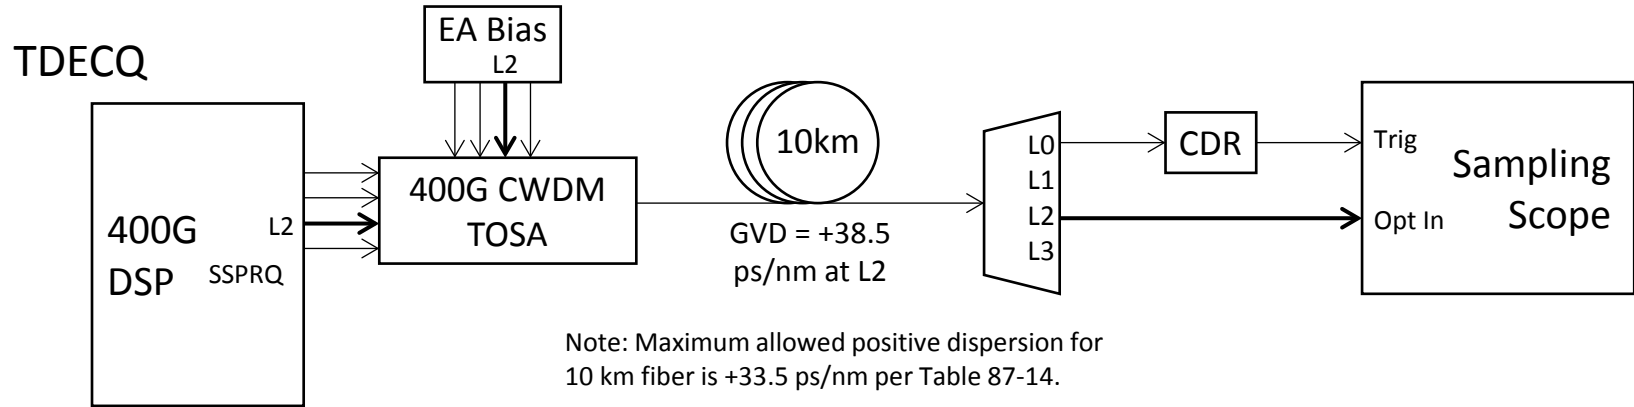 TDECQ
EA Bias
L2
400G
DSP
L2
SSPRQ
400G CWDM
TOSA
10km
GVD = +38.5
ps/nm at L2
L0
L1
L2
L3
CDR
Trig
Opt In
Sampling
Scope
Note: Maximum allowed positive dispersion for
10 km fiber is +33.5 ps/nm per Table 87-14.